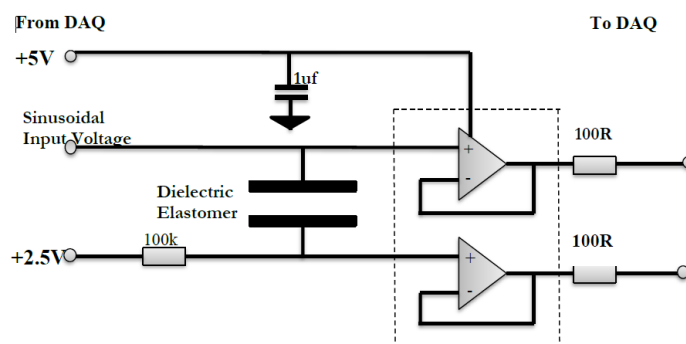 From DAQ
To DAQ
+5V
1uf
Sinusoidal
Input Voltage
+
-
100R
Dielectric
Elastomer
100k
+2.5V
+
-
100R